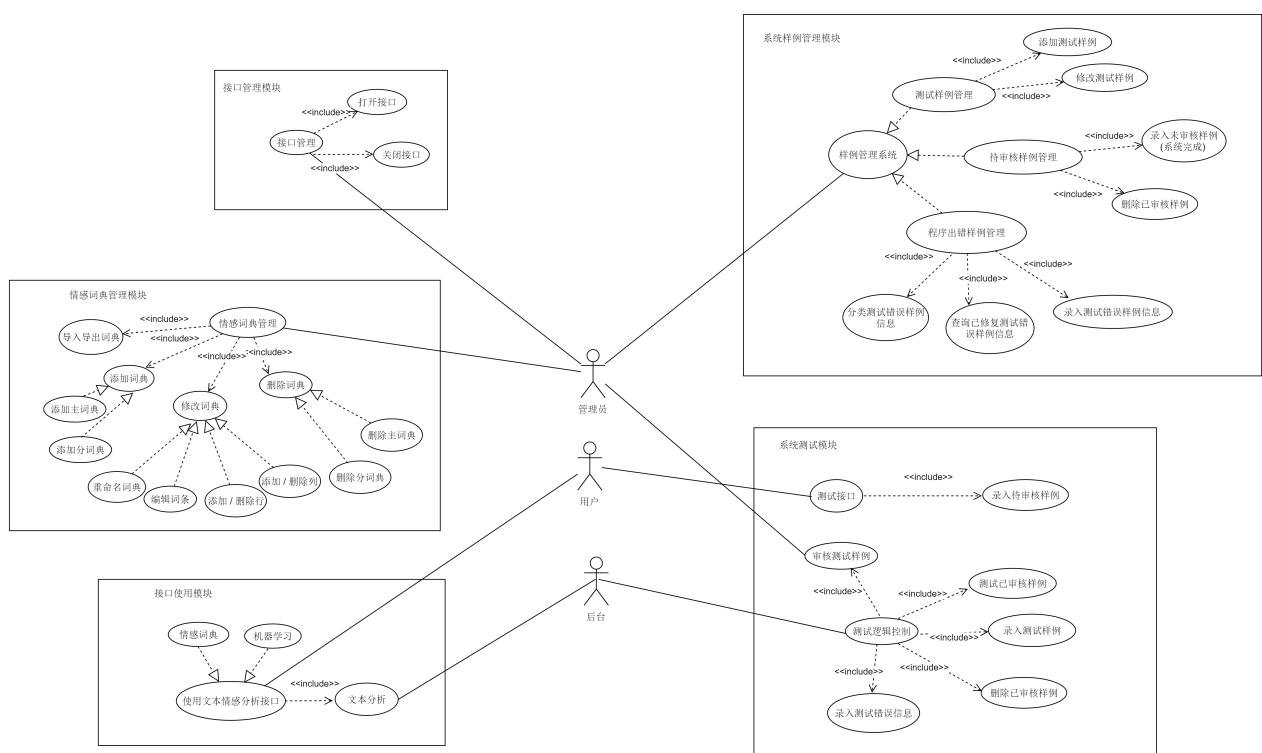 系统样例管理模块
添加测试样例
<<include>>
修改测试样例
测试样例管理
<<include>>
样例管理系统
待审核样例管理
<<include>>
录入未审核样例
(系统完成)
<<include>>
删除已审核样例
程序出错样例管理
<<include>>
<<include>>
<<include>>
分类测试错误样例
信息
查询已修复测试错
误样例信息
录入测试错误样例信息
接口管理模块
打开接口
<<include>>
接口管理
关闭接口
<<include>>
情感词典管理模块
<<include>>
情感词典管理
导入导出词典
<<include>>
<<include>>
<<include>>
添加词典
删除词典
添加主词典
修改词典
添加分词典
删除主词典
重命名词典
编辑词条
添加 / 删除行
添加 / 删除列
删除分词典
管理员
用户
后台
系统测试模块
测试接口
<<include>>
录入待审核样例
审核测试样例
<<include>>
<<include>>
测试已审核样例
测试逻辑控制
<<include>>
录入测试样例
<<include>>
<<include>>
删除已审核样例
录入测试错误信息
接口使用模块
情感词典
机器学习
使用文本情感分析接口
<<include>>
文本分析